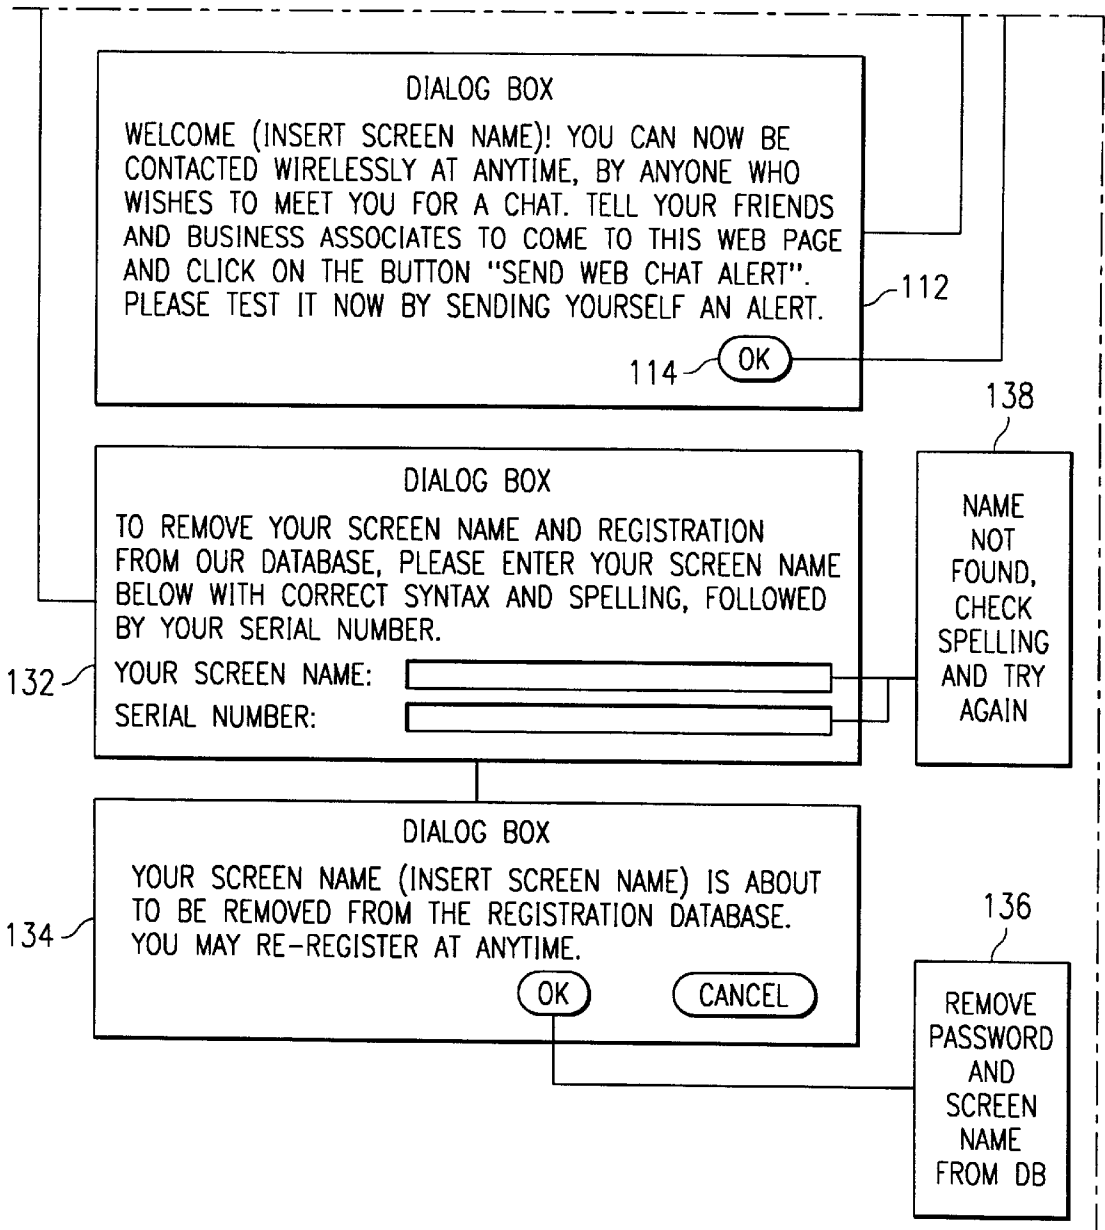 DIALOG BOX
WELCOME (INSERT SCREEN NAME)! YOU CAN NOW BE
CONTACTED WIRELESSLY AT ANYTIME, BY ANYONE WHO
WISHES TO MEET YOU FOR A CHAT. TELL YOUR FRIENDS
AND BUSINESS ASSOCIATES TO COME TO THIS WEB PAGE
AND CLICK ON THE BUTTON "SEND WEB CHAT ALERT".
PLEASE TEST IT NOW BY SENDING YOURSELF AN ALERT.
112
114
OK
DIALOG BOX
TO REMOVE YOUR SCREEN NAME AND REGISTRATION
FROM OUR DATABASE, PLEASE ENTER YOUR SCREEN NAME
BELOW WITH CORRECT SYNTAX AND SPELLING, FOLLOWED
BY YOUR SERIAL NUMBER.
YOUR SCREEN NAME:
SERIAL NUMBER:
132
138
NAME
NOT
FOUND,
CHECK
SPELLING
AND TRY
AGAIN
DIALOG BOX
YOUR SCREEN NAME (INSERT SCREEN NAME) IS ABOUT
TO BE REMOVED FROM THE REGISTRATION DATABASE.
YOU MAY RE-REGISTER AT ANYTIME.
134
OK
CANCEL
136
REMOVE
PASSWORD
AND
SCREEN
NAME
FROM DB